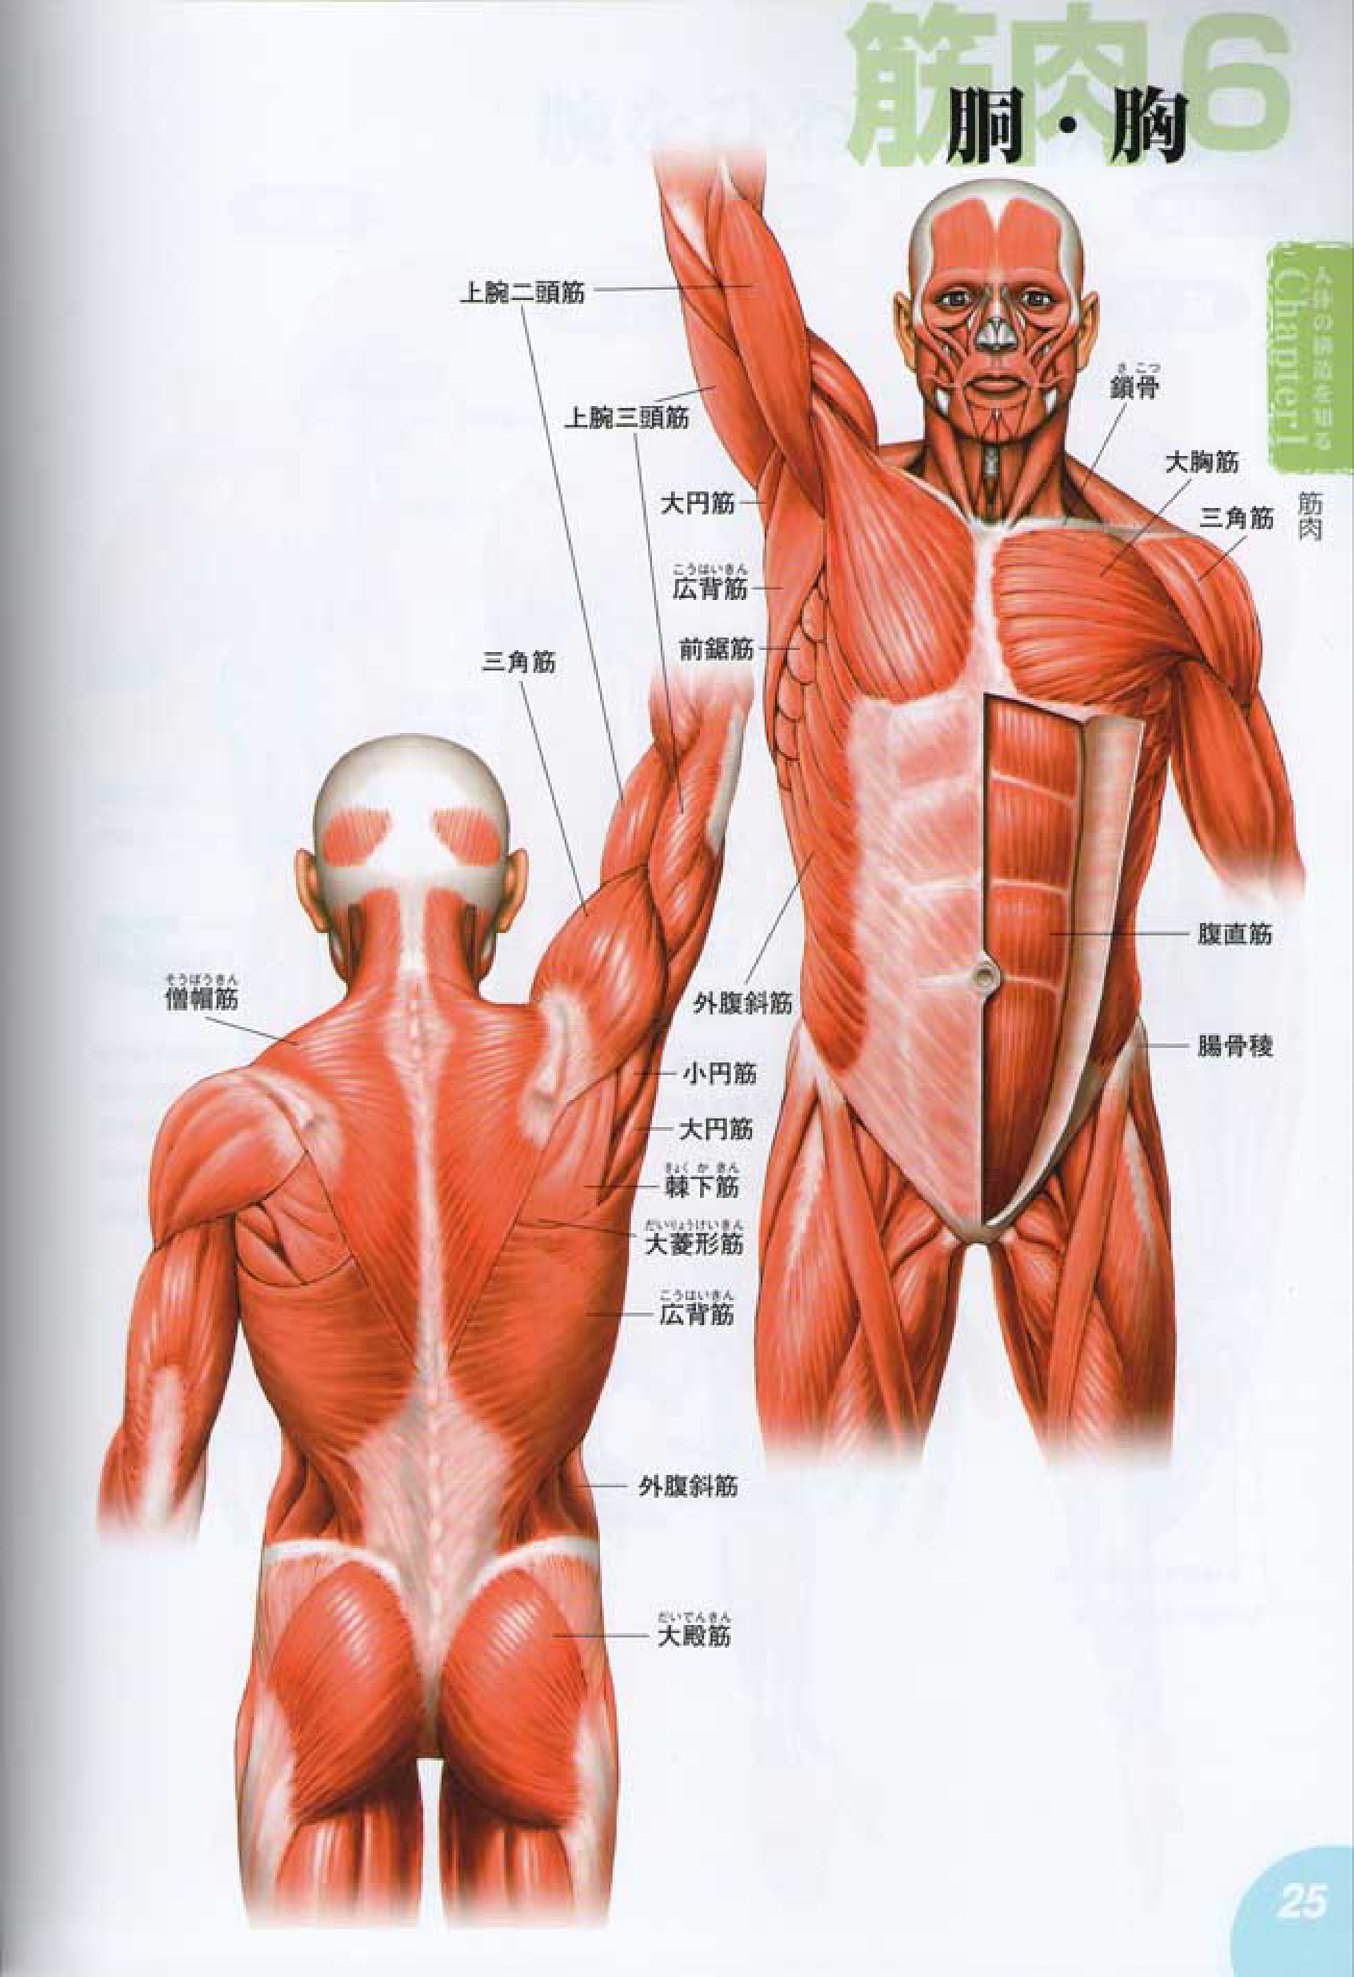 筋肉6
胴・胸
人体の構造を知る
Chapter1
筋肉
上腕二頭筋
上腕三頭筋
大円筋
こうはいきん
広背筋
前鋸筋
三角筋
さこつ
鎖骨
大胸筋
三角筋
腹直筋
腸骨稜
外腹斜筋
そうぼうきん
僧帽筋
小円筋
大円筋
きょくかきん
棘下筋
だいりょうけいきん
大菱形筋
こうはいきん
広背筋
外腹斜筋
だいでんきん
大殿筋
25